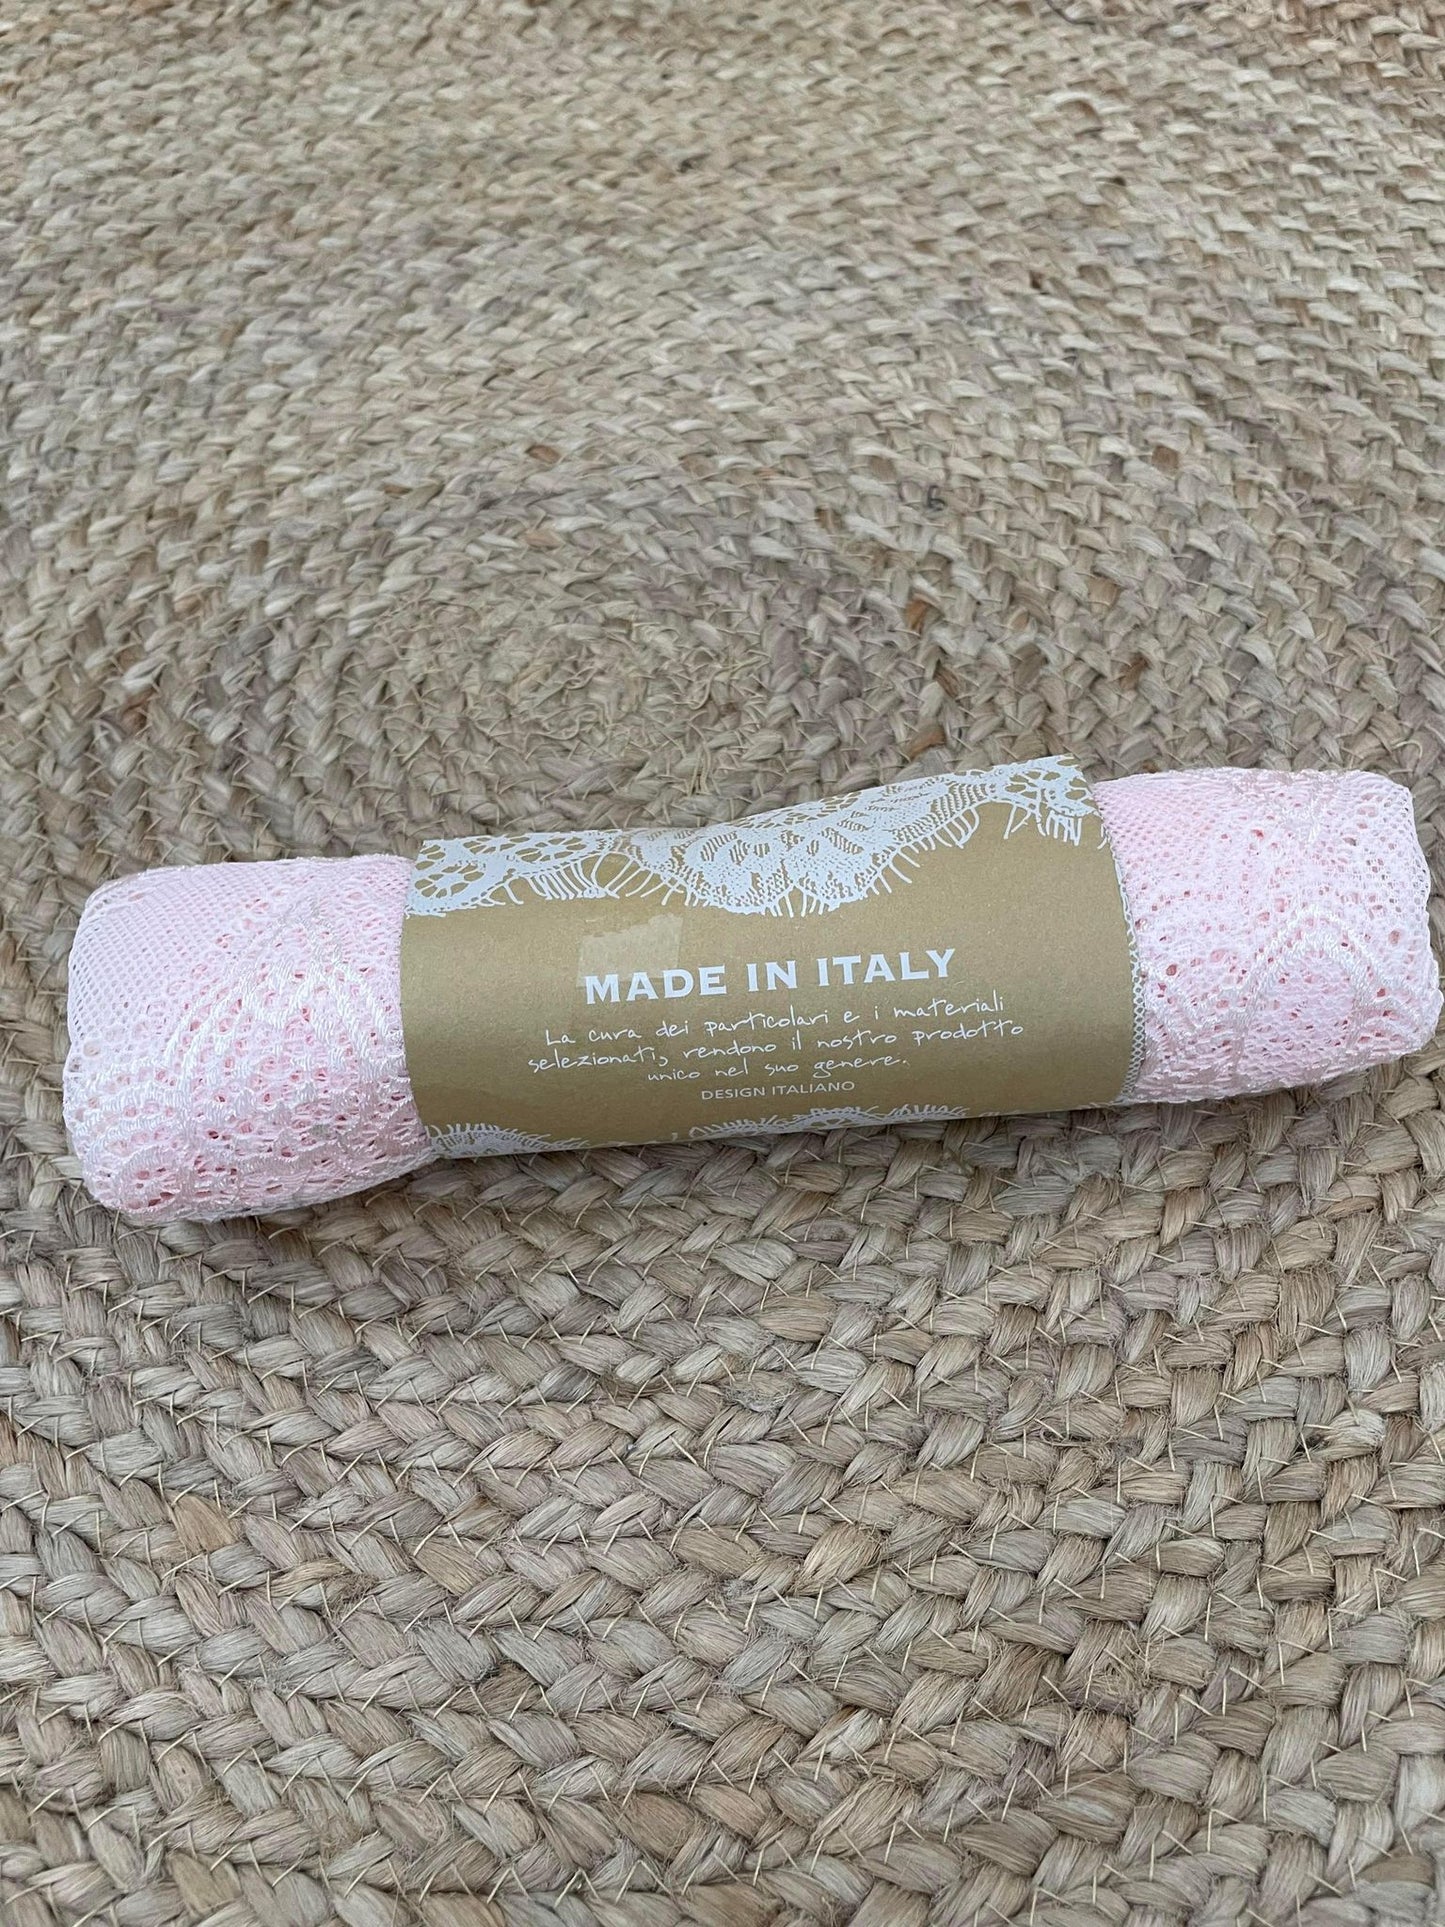 MADE IN ITALY
La cura dei particolari e i materiali
selezionati, rendono il nostro prodotto
unico nel suo genere.
DESIGN ITALIANO